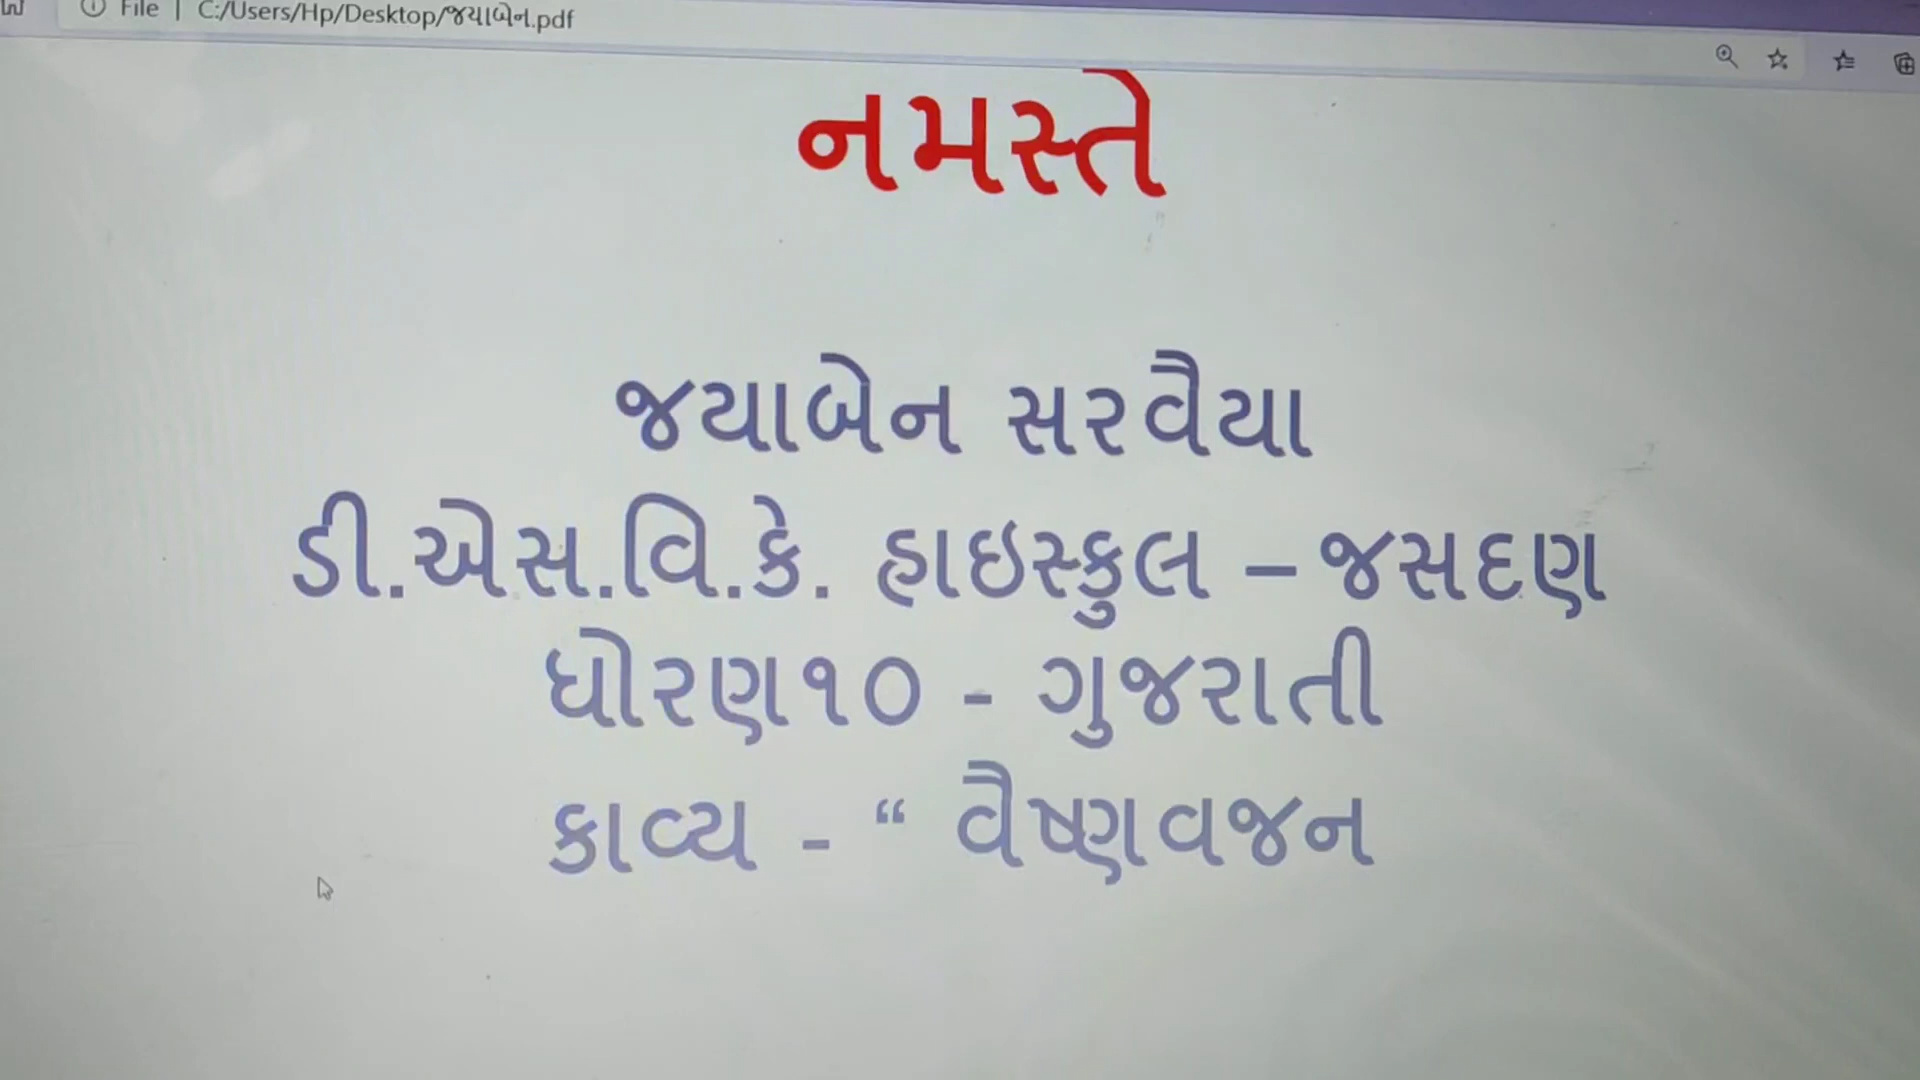 File | C:/Users/Hp/Desktop/જયાબેન.pdf
નમસ્તે
જયાબેન સરવૈયા
ડી.એસ.વિ.કે. હાઇસ્કુલ – જસદણ
ધોરણ૧૦ - ગુજરાતી
કાવ્ય - “ વૈષ્ણવજન